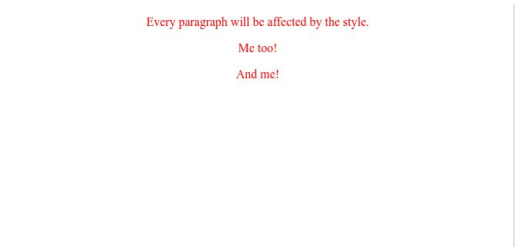 Every paragraph will be affected by the style.
Me too!
And me!